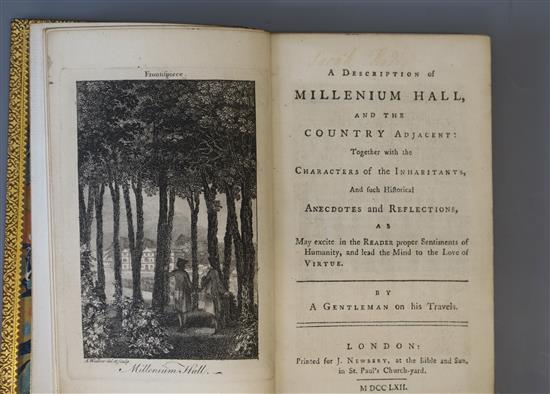 Frontispiece.
A. Walker del. et sculp.
Millenium Hall.
A DESCRIPTION of
MILLENIUM HALL,
AND THE
COUNTRY ADJACENT:
Together with the
CHARACTERS of the INHABITANTS,
And such Historical
ANECDOTES and REFLECTIONS,
AS
May excite in the READER proper Sentiments of
Humanity, and lead the Mind to the Love of
VIRTUE.
BY
A GENTLEMAN on his Travels.
LONDON:
Printed for J. NEWBERY, at the Bible and Sun,
in St. Paul's Church-yard.
M DCC LXII.